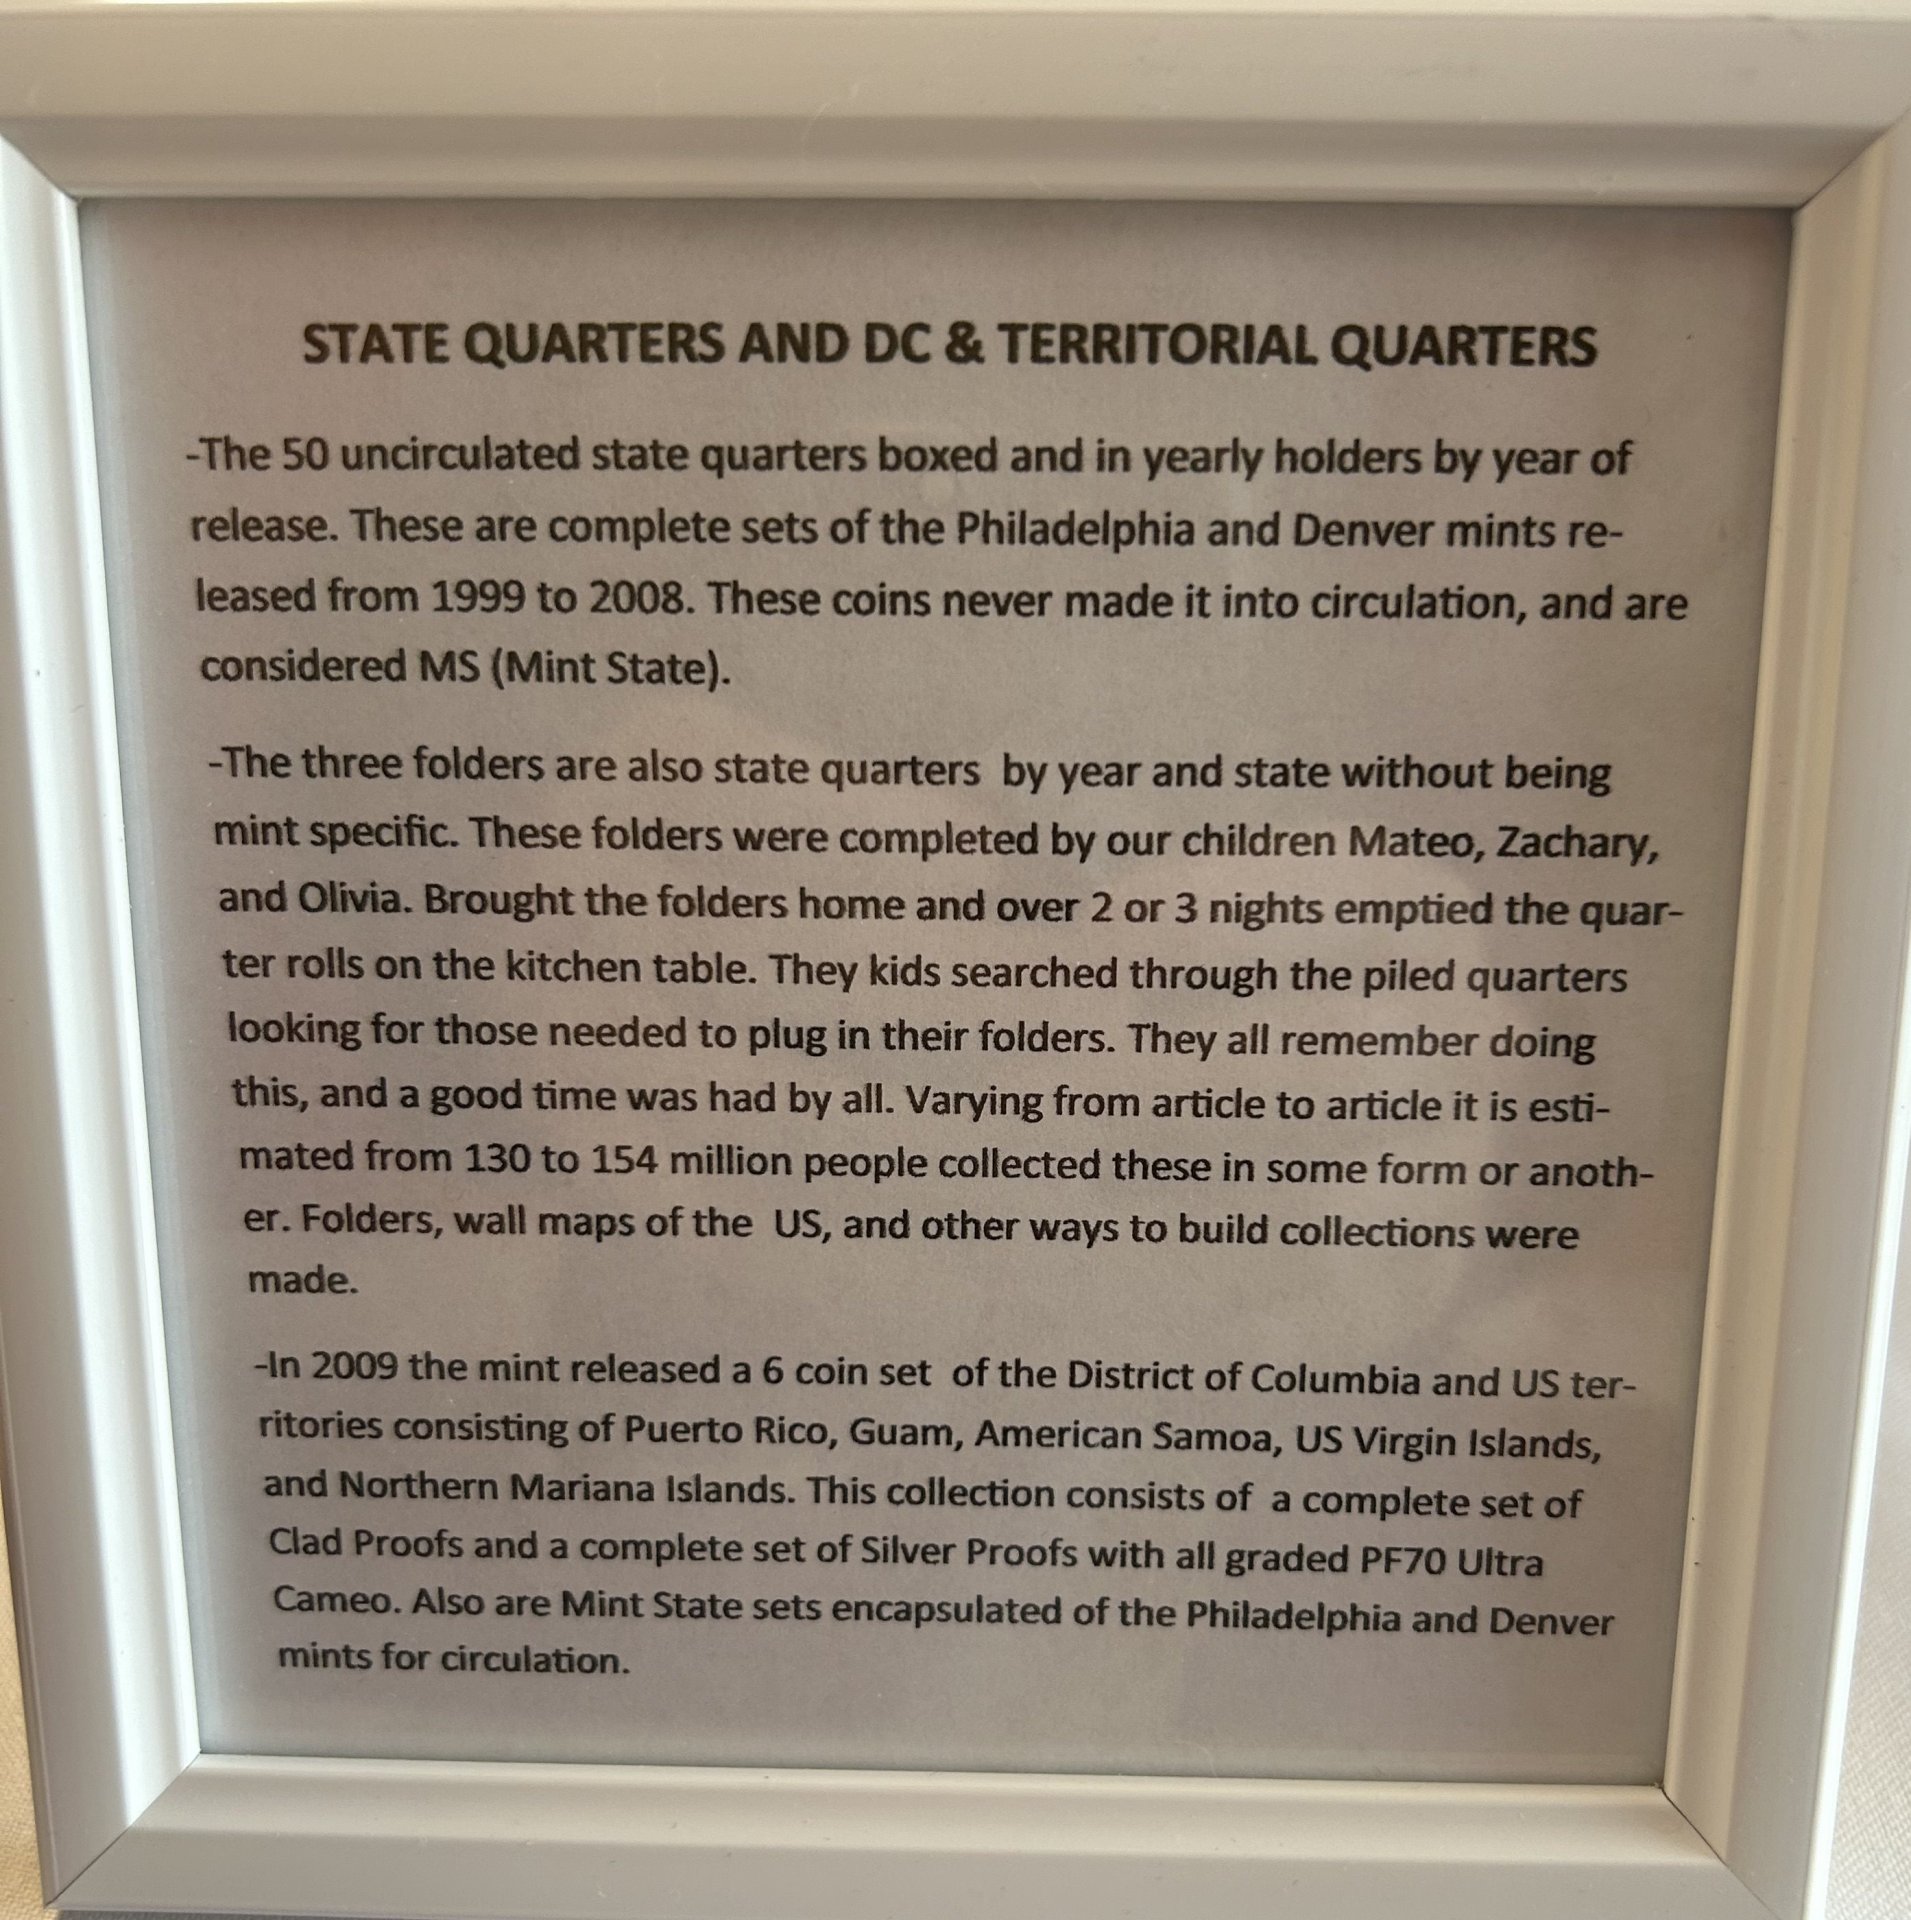 STATE QUARTERS AND DC & TERRITORIAL QUARTERS
-The 50 uncirculated state quarters boxed and in yearly holders by year of
release. These are complete sets of the Philadelphia and Denver mints re-
leased from 1999 to 2008. These coins never made it into circulation, and are
considered MS (Mint State).
-The three folders are also state quarters  by year and state without being
mint specific. These folders were completed by our children Mateo, Zachary,
and Olivia. Brought the folders home and over 2 or 3 nights emptied the quar-
ter rolls on the kitchen table. They kids searched through the piled quarters
looking for those needed to plug in their folders. They all remember doing
this, and a good time was had by all. Varying from article to article it is esti-
mated from 130 to 154 million people collected these in some form or anoth-
er. Folders, wall maps of the  US, and other ways to build collections were
made.
-In 2009 the mint released a 6 coin set  of the District of Columbia and US ter-
ritories consisting of Puerto Rico, Guam, American Samoa, US Virgin Islands,
and Northern Mariana Islands. This collection consists of  a complete set of
Clad Proofs and a complete set of Silver Proofs with all graded PF70 Ultra
Cameo. Also are Mint State sets encapsulated of the Philadelphia and Denver
mints for circulation.